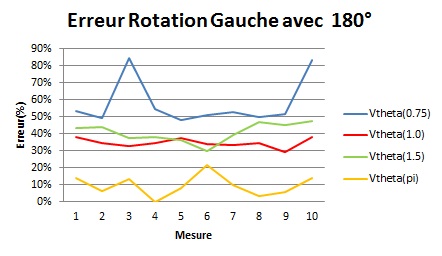 Erreur Rotation Gauche avec 180°
90%
80%
70%
60%
50%
40%
30%
20%
10%
0%
Erreur(%)
1 2 3 4 5 6 7 8 9 10
Mesure
Vtheta(0.75)
Vtheta(1.0)
Vtheta(1.5)
Vtheta(pi)